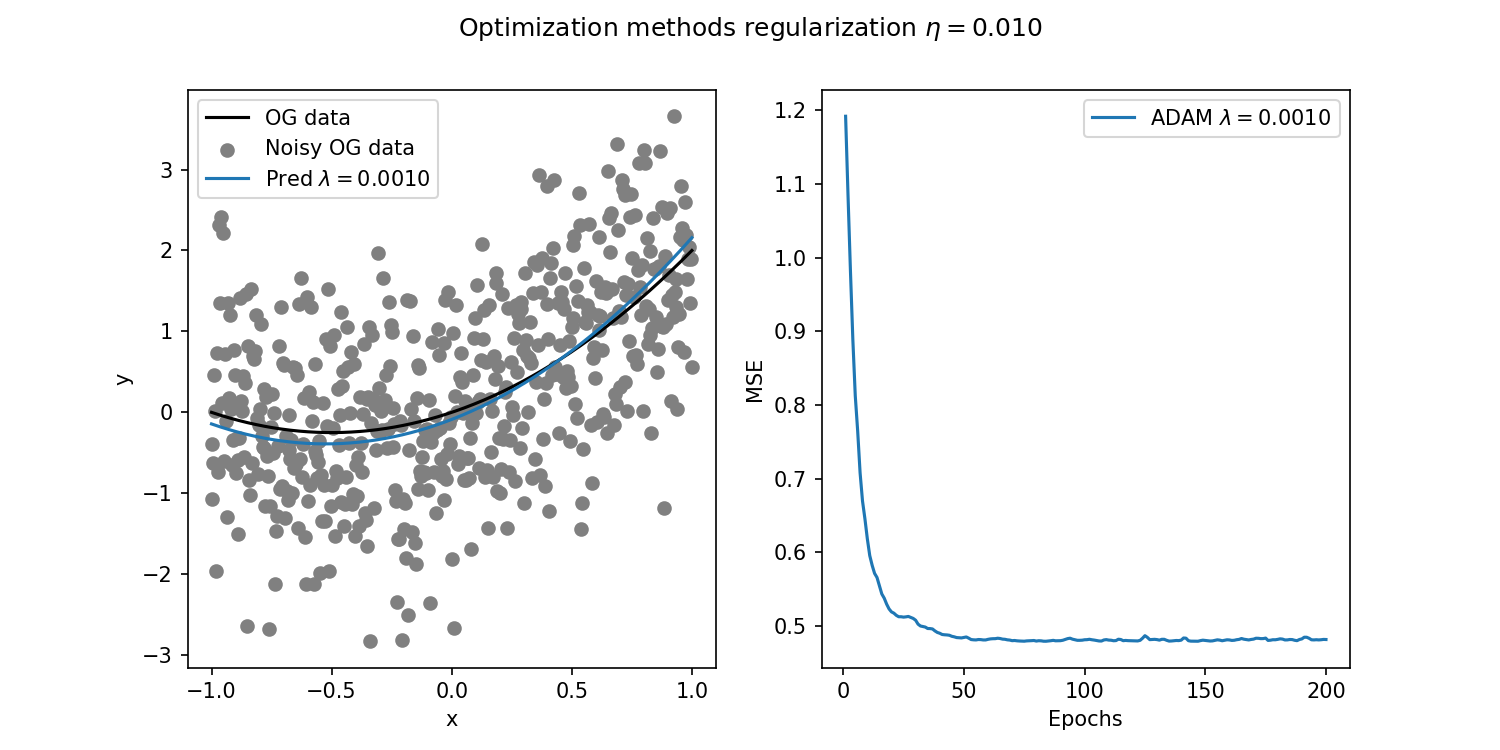 Optimization methods regularization η = 0.010
OG data
Noisy OG data
Pred λ = 0.0010
3
2
1
0
−1
−2
−3
y
−1.0
−0.5
0.0
0.5
1.0
x
ADAM λ = 0.0010
1.2
1.1
1.0
0.9
0.8
0.7
0.6
0.5
MSE
0
50
100
150
200
Epochs